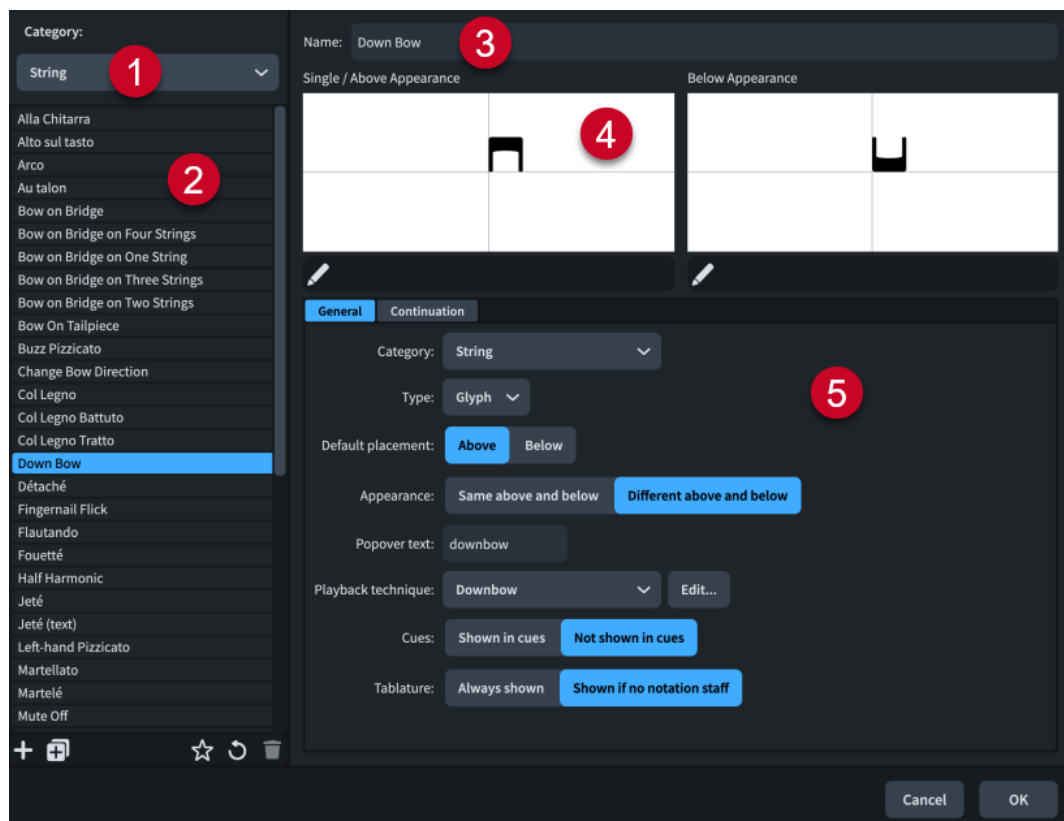 Category:
1
String
Alla Chitarra
Alto sul tasto
Arco
2
Au talon
Bow on Bridge
Bow on Bridge on Four Strings
Bow on Bridge on One String
Bow on Bridge on Three Strings
Bow on Bridge on Two Strings
Bow On Tailpiece
Buzz Pizzicato
Change Bow Direction
Col Legno
Col Legno Battuto
Col Legno Tratto
Down Bow
Détaché
Fingernail Flick
Flautando
Fouetté
Half Harmonic
Jeté
Jeté (text)
Left-hand Pizzicato
Martellato
Martelé
Mute Off
Name: Down Bow 3
Single / Above Appearance
Below Appearance
4
General Continuation
Category: String
5
Type: Glyph
Default placement: Above Below
Appearance: Same above and below Different above and below
Popover text: downbow
Playback technique: Downbow Edit...
Cues: Shown in cues Not shown in cues
Tablature: Always shown Shown if no notation staff
Cancel OK